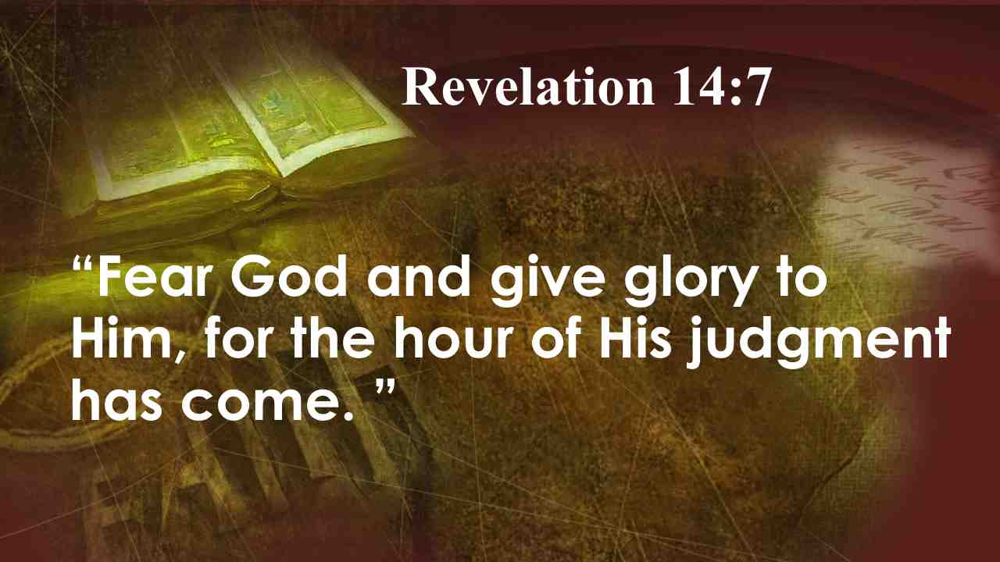 Revelation 14:7
“Fear God and give glory to
Him, for the hour of His judgment
has come. ”